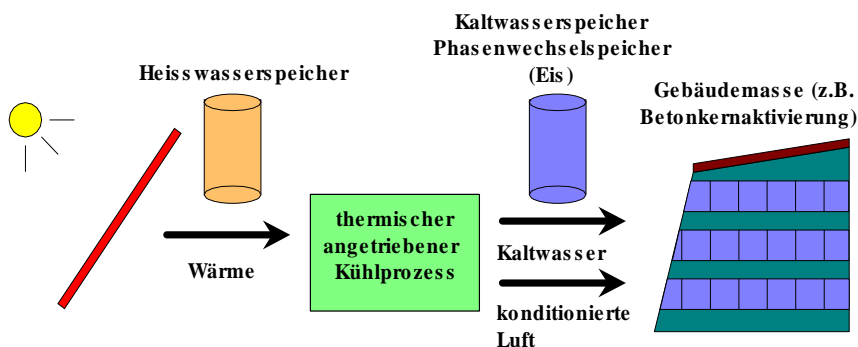 Heisswasserspeicher
Kaltwasserspeicher
Phasenwechselspeicher
(Eis)
Gebäudemasse (z.B.
Betonkernaktivierung)
Wärme
thermischer
angetriebener
Kühlprozess
Kaltwasser
konditionierte
Luft